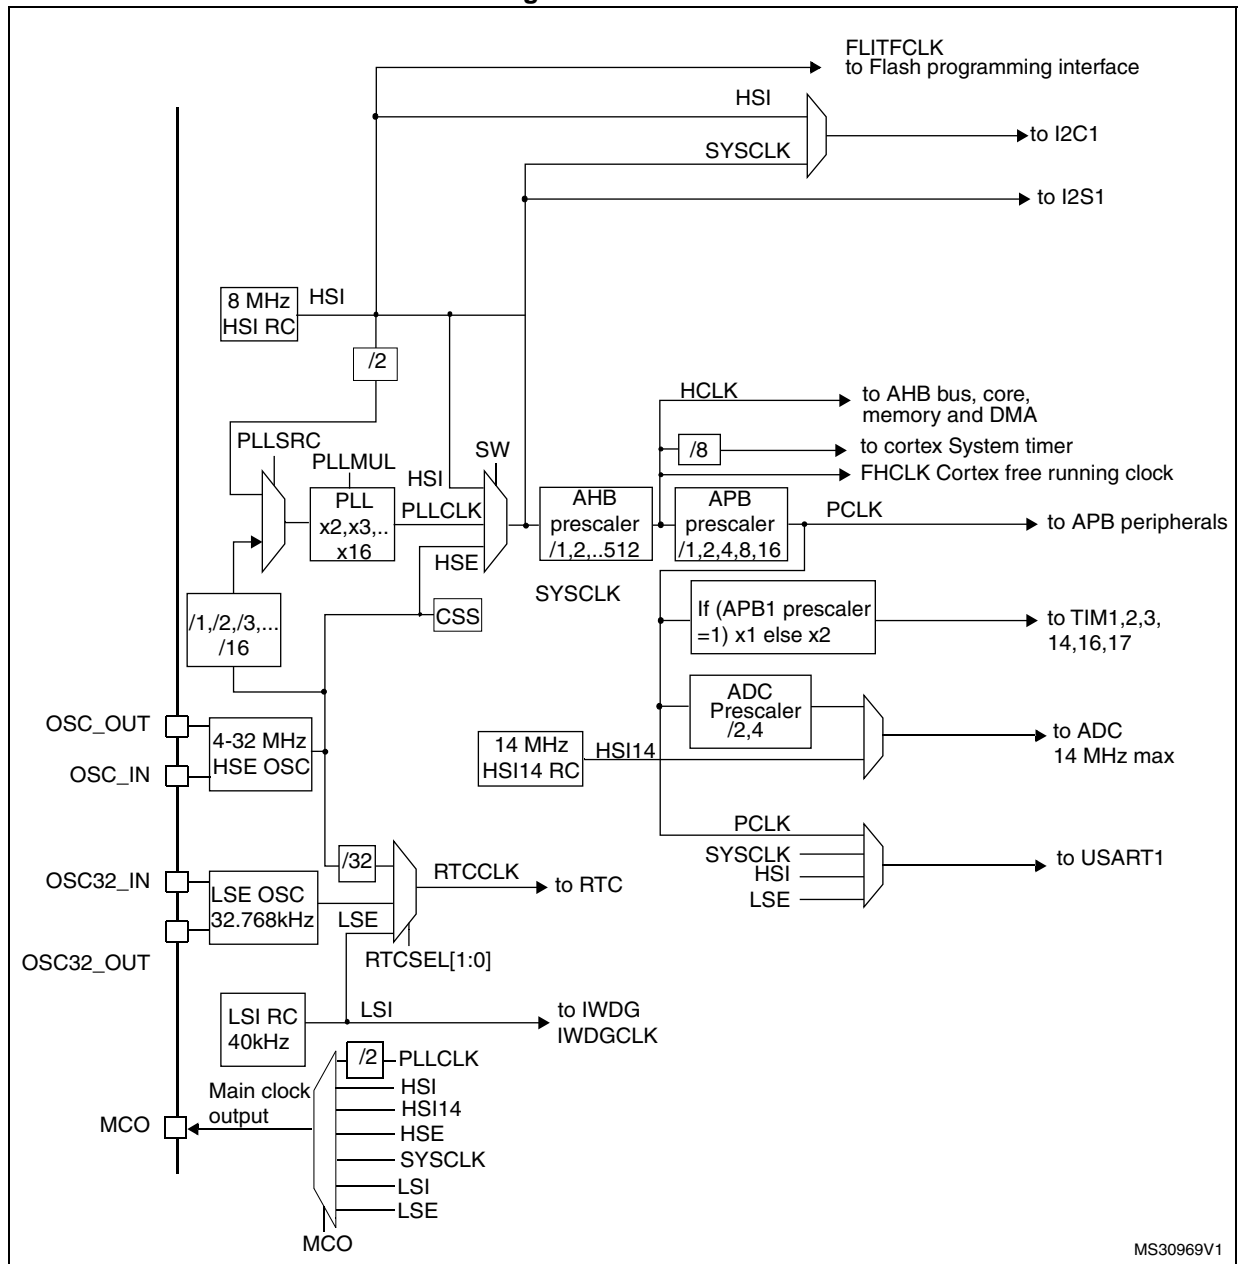 FLITFCLK
to Flash programming interface
HSI
to I2C1
SYSCLK
to I2S1
8 MHz
HSI RC
HSI
/2
HCLK
to AHB bus, core,
memory and DMA
PLLSRC
SW
/8
to cortex System timer
PLLMUL
HSI
FHCLK Cortex free running clock
PLL
x2,x3,..
x16
PLLCLK
AHB
prescaler
/1,2,..512
APB
prescaler
/1,2,4,8,16
PCLK
to APB peripherals
HSE
SYSCLK
/1,/2,/3,...
/16
CSS
If (APB1 prescaler
=1) x1 else x2
to TIM1,2,3,
14,16,17
OSC_OUT
OSC_IN
4-32 MHz
HSE OSC
ADC
Prescaler
/2,4
14 MHz
HSI14 RC
HSI14
to ADC
14 MHz max
PCLK
SYSCLK
HSI
LSE
to USART1
/32
RTCCLK
to RTC
OSC32_IN
LSE OSC
32.768kHz
LSE
OSC32_OUT
RTCSEL[1:0]
LSI RC
40kHz
LSI
to IWDG
IWDGCLK
/2
PLLCLK
Main clock
output
HSI
HSI14
MCO
HSE
SYSCLK
LSI
LSE
MCO
MS30969V1